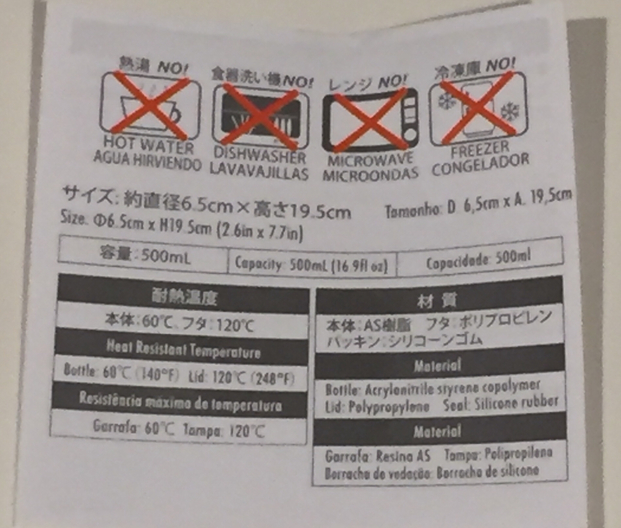 熱湯 NO!
HOT WATER
AGUA HIRVIENDO
食器洗い機 NO!
DISHWASHER
LAVAVAJILLAS
レンジ NO!
MICROWAVE
MICROONDAS
冷凍庫 NO!
FREEZER
CONGELADOR
サイズ: 約直径6.5cm×高さ19.5cm
Size. Φ6.5cm x H19.5cm (2.6in x 7.7in)
Tamanho: D 6,5cm x A. 19,5cm
容量:500mL
Capacity: 500mL (16.9fl oz)
Capacidade: 500ml
耐熱温度
本体:60℃ フタ:120℃
Heat Resistant Temperature
Bottle: 60℃ (140°F) Lid: 120℃ (248°F)
Resistência máxima de temperatura
Garrafa: 60℃ Tampa: 120℃
材質
本体:AS樹脂 フタ:ポリプロピレン
パッキン:シリコーンゴム
Material
Bottle: Acrylonitrile styrene copolymer
Lid: Polypropylene Seal: Silicone rubber
Material
Garrafa: Resina AS Tampa: Polipropileno
Borracha de vedação: Borracha de silicone